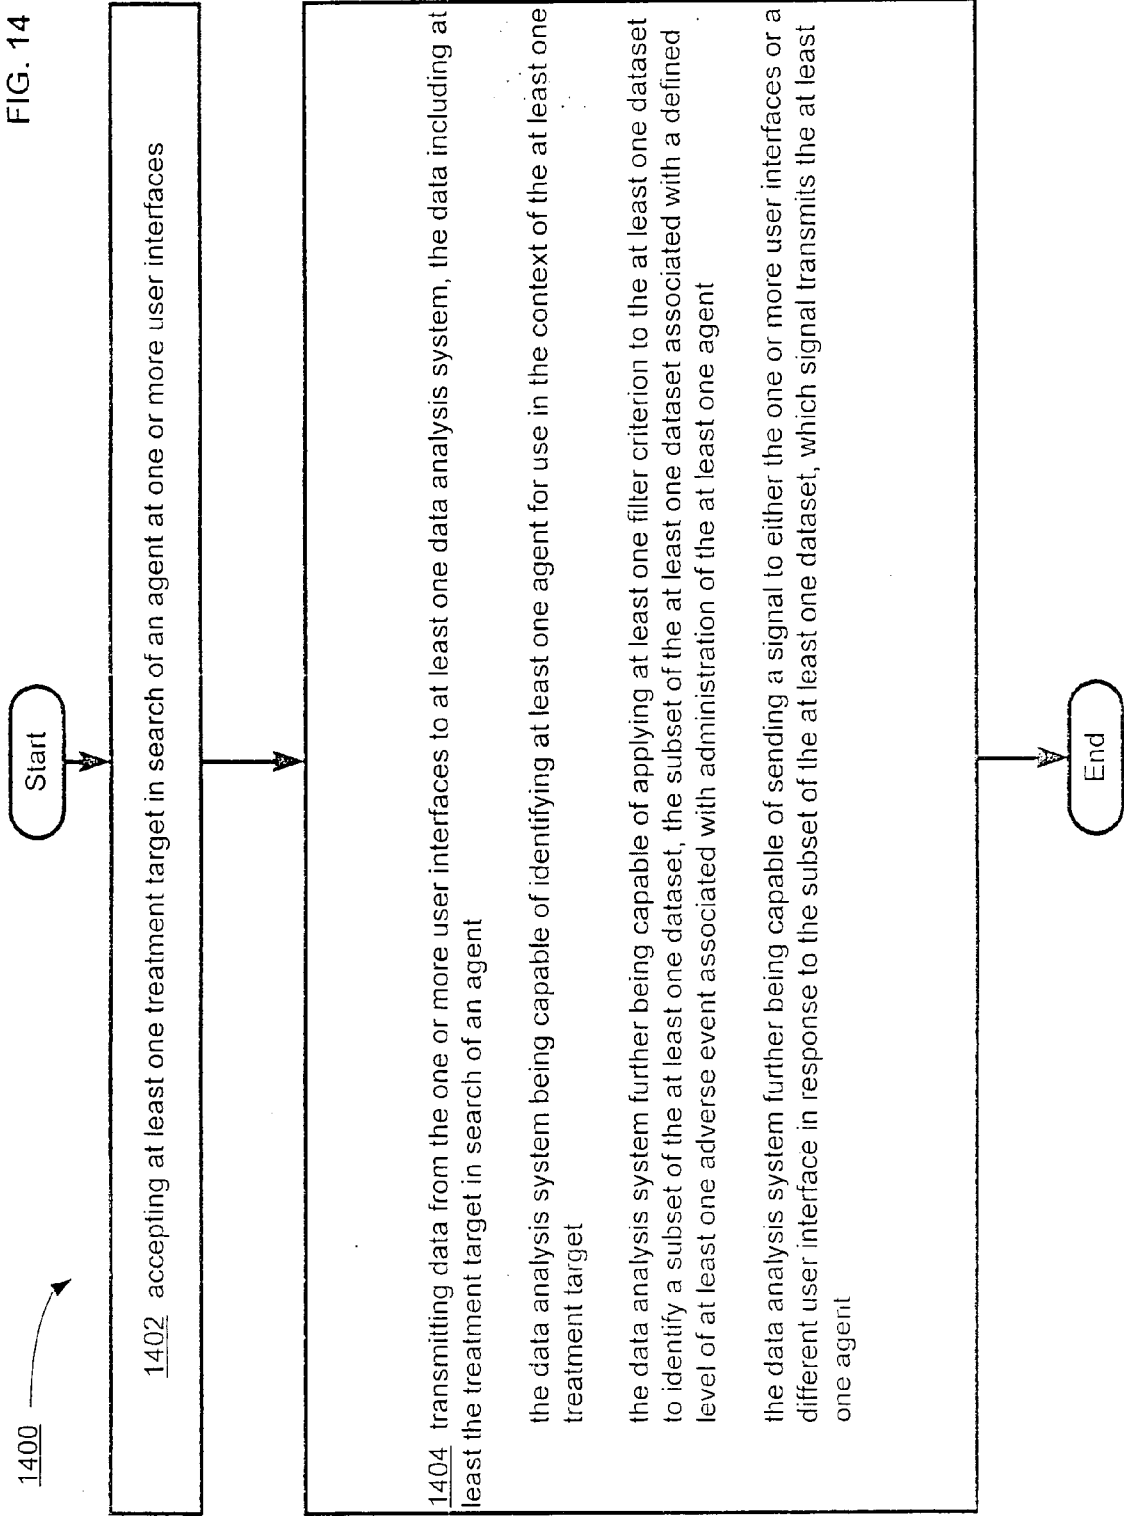 FIG. 14
1400
Start
1402 accepting at least one treatment target in search of an agent at one or more user interfaces
1404 transmitting data from the one or more user interfaces to at least one data analysis system, the data including at
least the treatment target in search of an agent
the data analysis system being capable of identifying at least one agent for use in the context of the at least one
treatment target
the data analysis system further being capable of applying at least one filter criterion to the at least one dataset
to identify a subset of the at least one dataset, the subset of the at least one dataset associated with a defined
level of at least one adverse event associated with administration of the at least one agent
the data analysis system further being capable of sending a signal to either the one or more user interfaces or a
different user interface in response to the subset of the at least one dataset, which signal transmits the at least
one agent
End